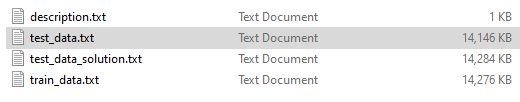 description.txt Text Document 1 KB
test_data.txt Text Document 14,146 KB
test_data_solution.txt Text Document 14,284 KB
train_data.txt Text Document 14,276 KB